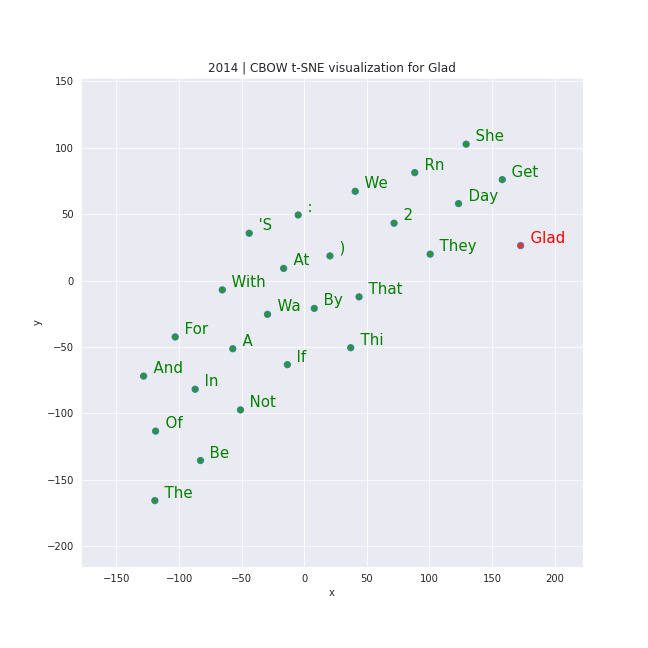 2014 | CBOW t-SNE visualization for Glad
150
100
50
0
−50
−100
−150
−200
y
She
Rn
Get
We
Day
:
2
'S
Glad
)
They
At
With
That
Wa
By
For
Thi
A
If
And
In
Not
Of
Be
The
−150
−100
−50
0
50
100
150
200
x